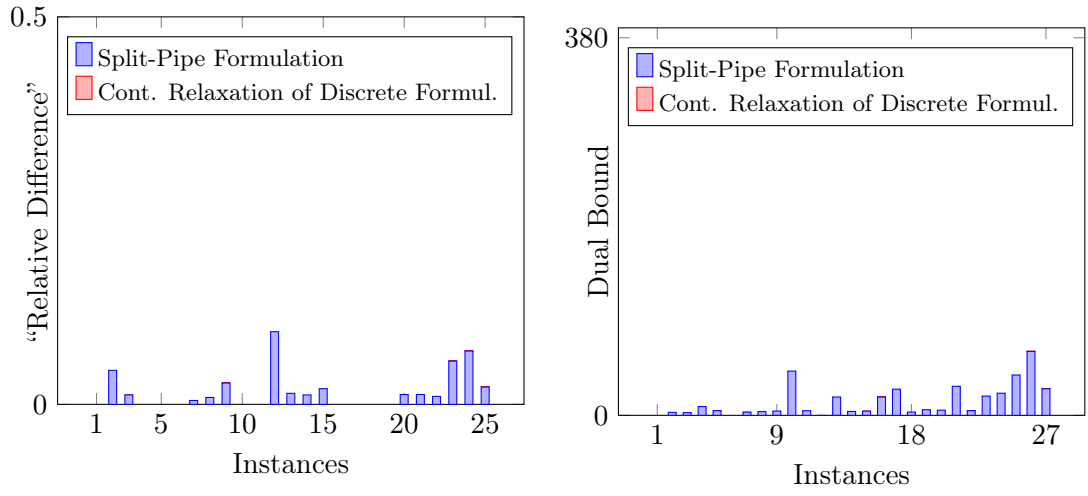 0.5
Split-Pipe Formulation
Cont. Relaxation of Discrete Formul.
“Relative Difference”
0
1 5 10 15 20 25
Instances
380
Split-Pipe Formulation
Cont. Relaxation of Discrete Formul.
Dual Bound
0
1 9 18 27
Instances